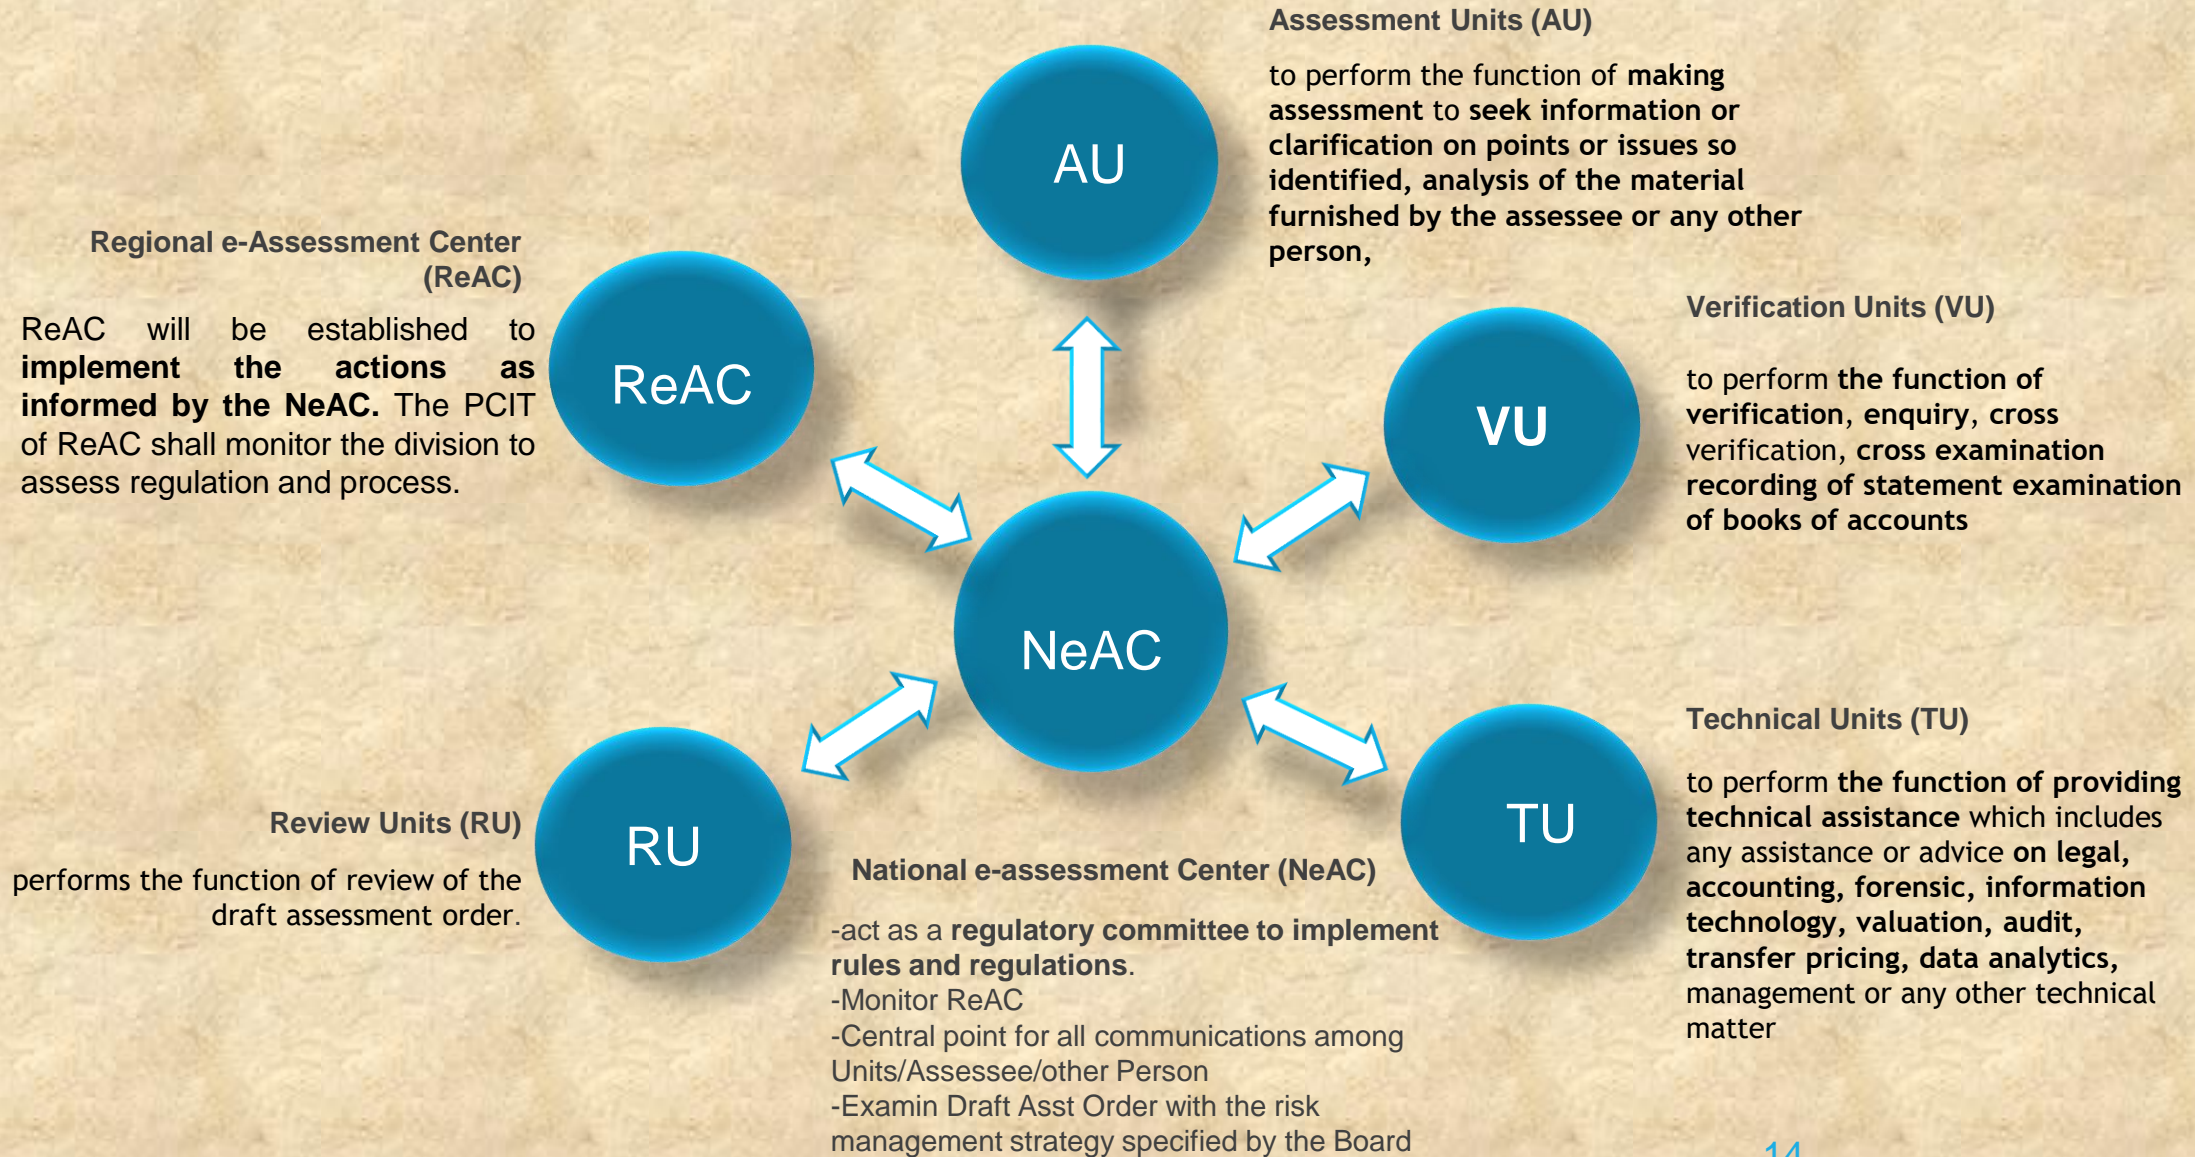 Assessment Units (AU)
to perform the function of making
assessment to seek information or
clarification on points or issues so
identified, analysis of the material
furnished by the assessee or any other
person,
AU
Regional e-Assessment Center
(ReAC)
ReAC will be established to
implement the actions as
informed by the NeAC. The PCIT
of ReAC shall monitor the division to
assess regulation and process.
ReAC
Verification Units (VU)
to perform the function of
verification, enquiry, cross
verification, cross examination
recording of statement examination
of books of accounts
VU
NeAC
Technical Units (TU)
to perform the function of providing
technical assistance which includes
any assistance or advice on legal,
accounting, forensic, information
technology, valuation, audit,
transfer pricing, data analytics,
management or any other technical
matter
TU
Review Units (RU)
performs the function of review of the
draft assessment order.
RU
National e-assessment Center (NeAC)
-act as a regulatory committee to implement
rules and regulations.
-Monitor ReAC
-Central point for all communications among
Units/Assessee/other Person
-Examin Draft Asst Order with the risk
management strategy specified by the Board
14